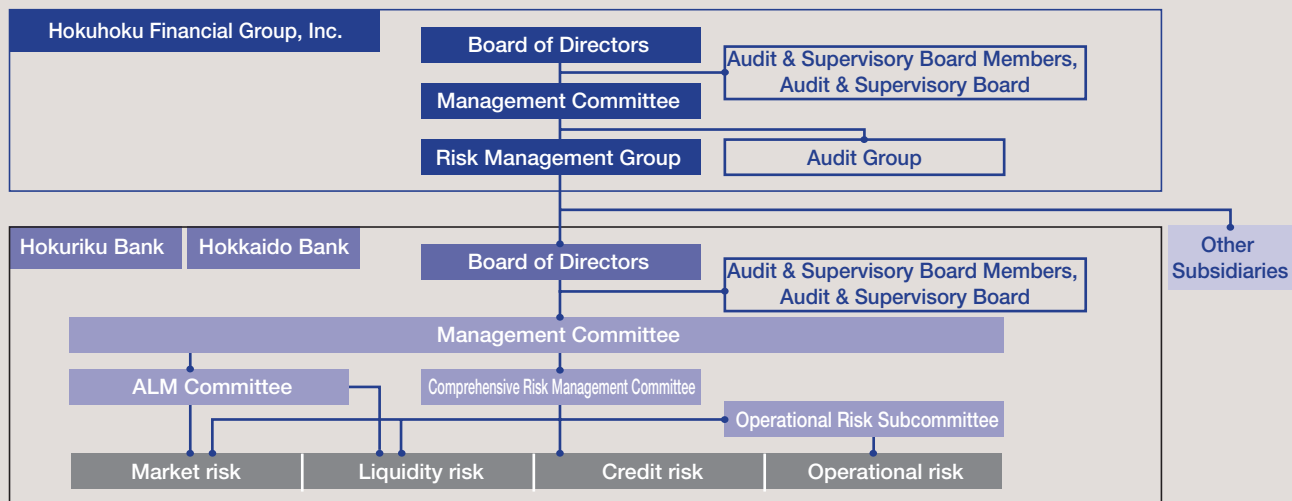 Hokuhoku Financial Group, Inc.
Board of Directors
Audit & Supervisory Board Members,
Audit & Supervisory Board
Management Committee
Risk Management Group
Audit Group
Hokuriku Bank
Hokkaido Bank
Other
Subsidiaries
Board of Directors
Audit & Supervisory Board Members,
Audit & Supervisory Board
Management Committee
ALM Committee
Comprehensive Risk Management Committee
Operational Risk Subcommittee
Market risk
Liquidity risk
Credit risk
Operational risk